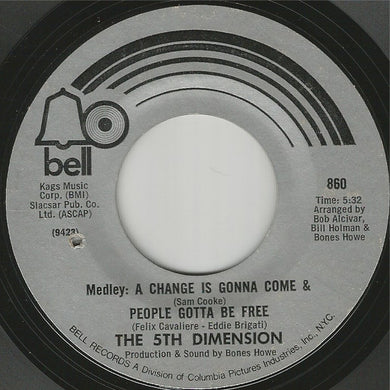 bell
Kags Music
Corp. (BMI)
Slacsar Pub. Co.
Ltd. (ASCAP)
(9423)
860
Time: 5:32
Arranged by
Bob Alcivar,
Bill Holman &
Bones Howe
Medley: A CHANGE IS GONNA COME &
(Sam Cooke)
PEOPLE GOTTA BE FREE
(Felix Cavaliere - Eddie Brigati)
THE 5TH DIMENSION
Production & Sound by Bones Howe
BELL RECORDS A Division of Columbia Pictures Industries, Inc., N.Y.C.